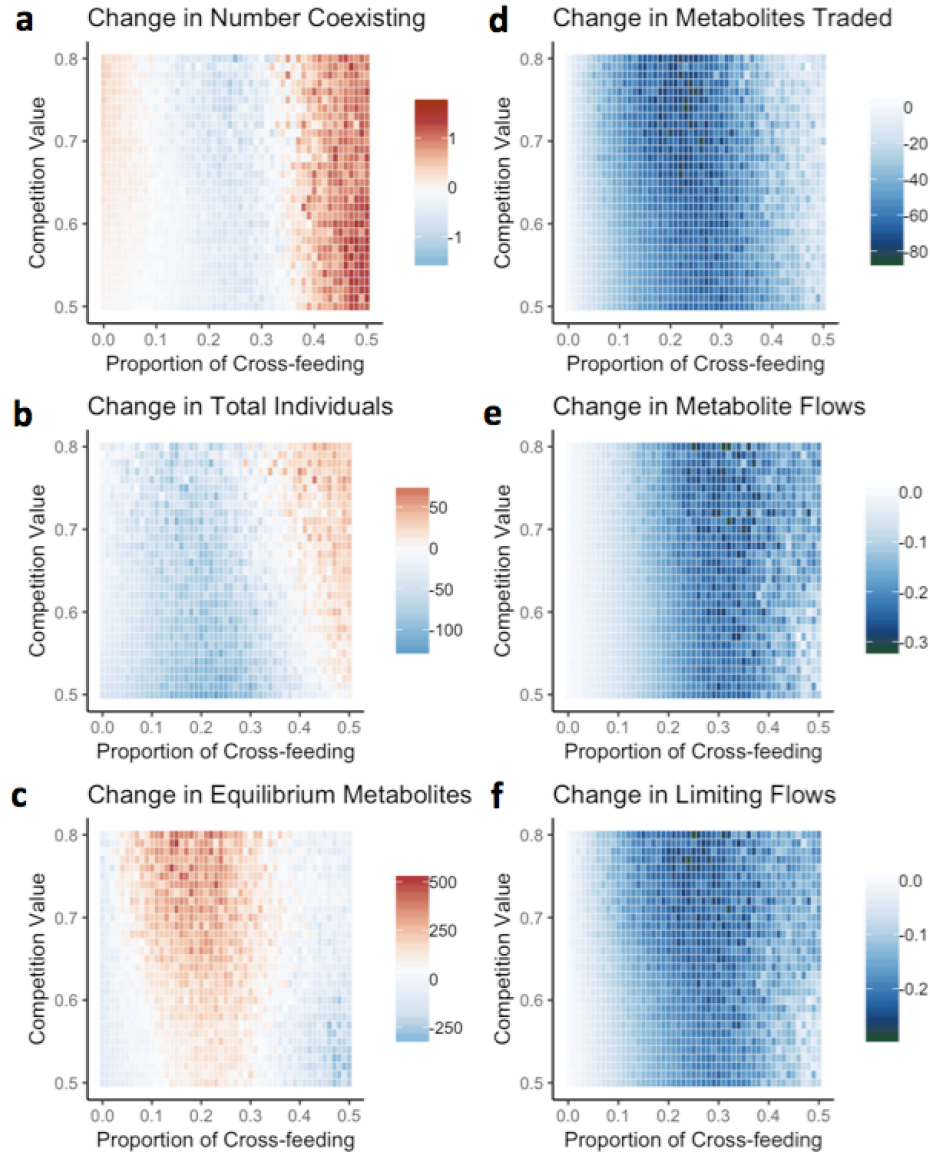 a
Change in Number Coexisting
Competition Value
0.8
0.7
0.6
0.5
0.0 0.1 0.2 0.3 0.4 0.5
Proportion of Cross-feeding
1
0
-1
b
Change in Total Individuals
Competition Value
0.8
0.7
0.6
0.5
0.0 0.1 0.2 0.3 0.4 0.5
Proportion of Cross-feeding
50
0
-50
-100
c
Change in Equilibrium Metabolites
Competition Value
0.8
0.7
0.6
0.5
0.0 0.1 0.2 0.3 0.4 0.5
Proportion of Cross-feeding
500
250
0
-250
d
Change in Metabolites Traded
Competition Value
0.8
0.7
0.6
0.5
0.0 0.1 0.2 0.3 0.4 0.5
Proportion of Cross-feeding
0
-20
-40
-60
-80
e
Change in Metabolite Flows
Competition Value
0.8
0.7
0.6
0.5
0.0 0.1 0.2 0.3 0.4 0.5
Proportion of Cross-feeding
0.0
-0.1
-0.2
-0.3
f
Change in Limiting Flows
Competition Value
0.8
0.7
0.6
0.5
0.0 0.1 0.2 0.3 0.4 0.5
Proportion of Cross-feeding
0.0
-0.1
-0.2